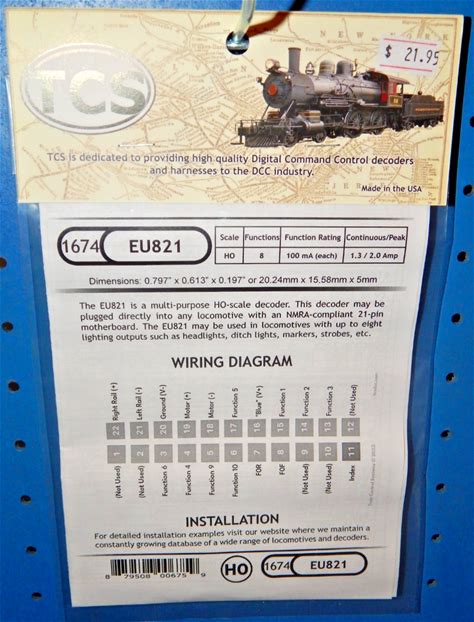 NEW YORK
TCS
$ 21.95
TCS is dedicated to providing high quality Digital Command Control decoders
and harnesses to the DCC industry.
Made in the USA
1674 EU821
Scale Functions Function Rating Continuous/Peak
HO 8 100 mA (each) 1.3 / 2.0 Amp
Dimensions: 0.797" x 0.613" x 0.197" or 20.24mm x 15.58mm x 5mm
The EU821 is a multi-purpose HO-scale decoder. This decoder may be
plugged directly into any locomotive with an NMRA-compliant 21-pin
motherboard. The EU821 may be used in locomotives with up to eight
lighting outputs such as headlights, ditch lights, markers, strobes, etc.
WIRING DIAGRAM
Right Rail (+)
Left Rail (-)
Ground (V-)
Motor (+)
Motor (-)
Function 5
"Blue" (V+)
Function 1
Function 2
(Not Used)
(Not Used)
22 21 20 19 18 17 16 15 14 13 12
1 2 3 4 5 6 7 8 9 10 11
(Not Used)
(Not Used)
Function 6
Function 4
Function 3
Function 10
FOR
FOF
(Not Used)
(Not Used)
Index
INSTALLATION
For detailed installation examples visit our website where we maintain a
constantly growing database of a wide range of locomotives and decoders.
8 79508 00675 9
HO
1674 EU821